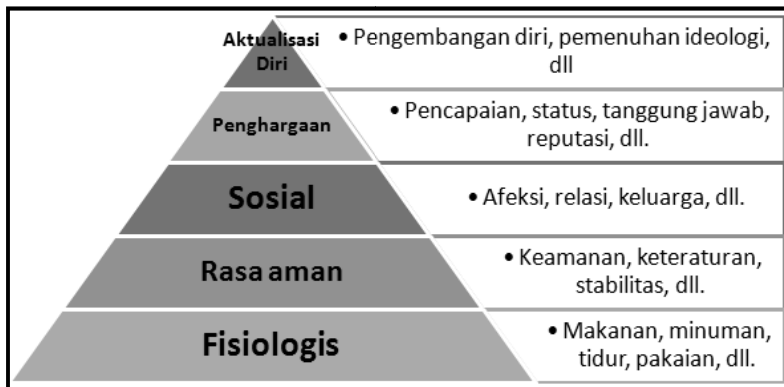 Aktualisasi
Diri
• Pengembangan diri, pemenuhan ideologi,
dll
Penghargaan
• Pencapaian, status, tanggung jawab,
reputasi, dll.
Sosial
• Afeksi, relasi, keluarga, dll.
Rasa aman
• Keamanan, keteraturan,
stabilitas, dll.
Fisiologis
• Makanan, minuman,
tidur, pakaian, dll.